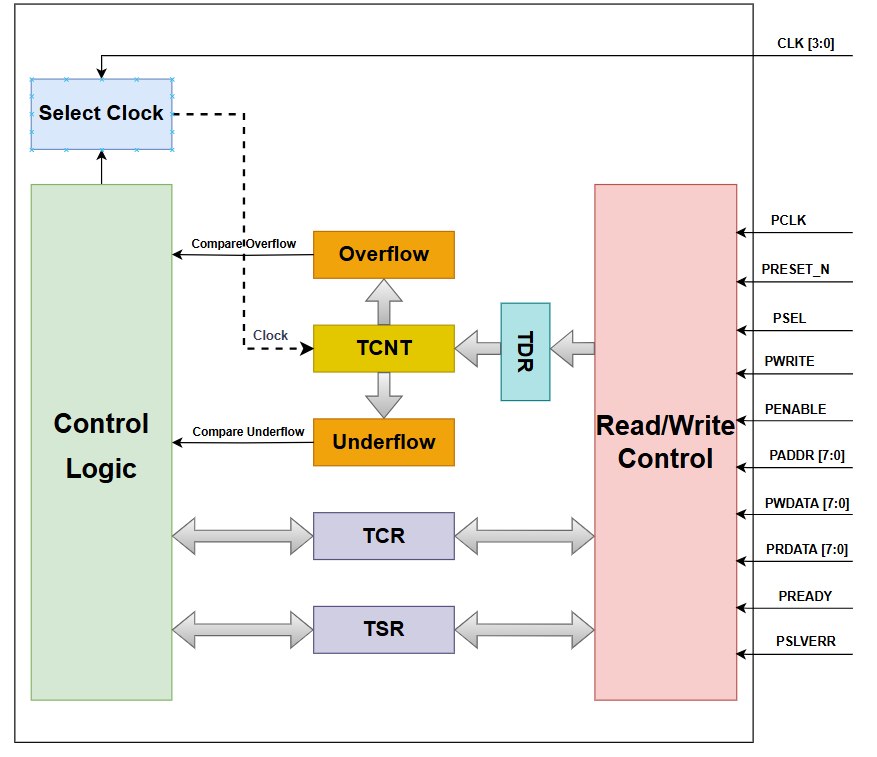 CLK [3:0]
Select Clock
PCLK
Compare Overflow
Overflow
PRESET_N
PSEL
Clock
TCNT
TDR
PWRITE
Control
Logic
Compare Underflow
Underflow
Read/Write
Control
PENABLE
PADDR [7:0]
PWDATA [7:0]
TCR
PRDATA [7:0]
PREADY
TSR
PSLVERR